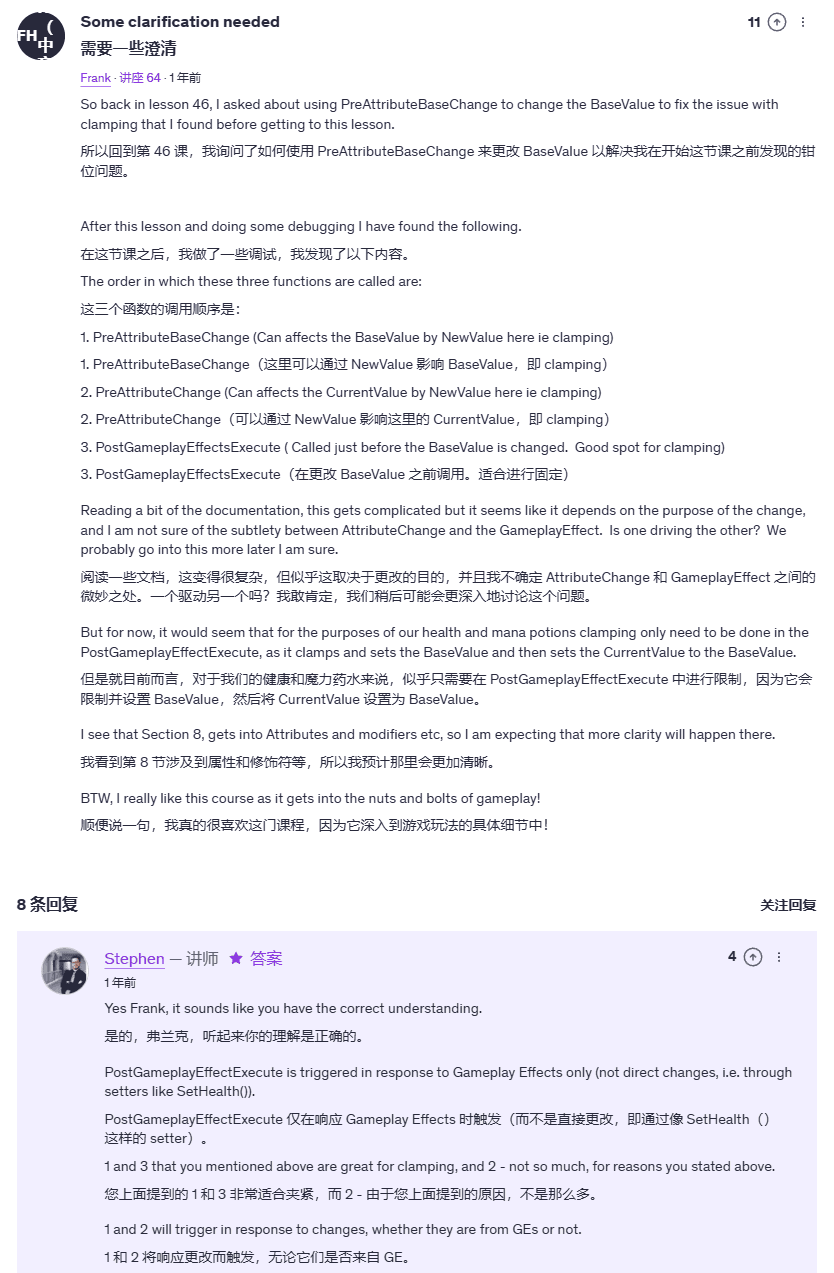 FH (中
Some clarification needed
11
需要一些澄清
Frank · 讲座 64 · 1 年前
So back in lesson 46, I asked about using PreAttributeBaseChange to change the BaseValue to fix the issue with
clamping that I found before getting to this lesson.
所以回到第 46 课，我询问了如何使用 PreAttributeBaseChange 来更改 BaseValue 以解决我在开始这节课之前发现的钳
位问题。
After this lesson and doing some debugging I have found the following.
在这节课之后，我做了一些调试，我发现了以下内容。
The order in which these three functions are called are:
这三个函数的调用顺序是：
1. PreAttributeBaseChange (Can affects the BaseValue by NewValue here ie clamping)
1. PreAttributeBaseChange（这里可以通过 NewValue 影响 BaseValue，即 clamping）
2. PreAttributeChange (Can affects the CurrentValue by NewValue here ie clamping)
2. PreAttributeChange（可以通过 NewValue 影响这里的 CurrentValue，即 clamping）
3. PostGameplayEffectsExecute ( Called just before the BaseValue is changed.  Good spot for clamping)
3. PostGameplayEffectsExecute（在更改 BaseValue 之前调用。适合进行固定）
Reading a bit of the documentation, this gets complicated but it seems like it depends on the purpose of the change,
and I am not sure of the subtlety between AttributeChange and the GameplayEffect.  Is one driving the other?  We
probably go into this more later I am sure.
阅读一些文档，这变得很复杂，但似乎这取决于更改的目的，并且我不确定 AttributeChange 和 GameplayEffect 之间的
微妙之处。一个驱动另一个吗？我敢肯定，我们稍后可能会更深入地讨论这个问题。
But for now, it would seem that for the purposes of our health and mana potions clamping only need to be done in the
PostGameplayEffectExecute, as it clamps and sets the BaseValue and then sets the CurrentValue to the BaseValue.
但是就目前而言，对于我们的健康和魔力药水来说，似乎只需要在 PostGameplayEffectExecute 中进行限制，因为它会
限制并设置 BaseValue，然后将 CurrentValue 设置为 BaseValue。
I see that Section 8, gets into Attributes and modifiers etc, so I am expecting that more clarity will happen there.
我看到第 8 节涉及到属性和修饰符等，所以我预计那里会更加清晰。
BTW, I really like this course as it gets into the nuts and bolts of gameplay!
顺便说一句，我真的很喜欢这门课程，因为它深入到游戏玩法的具体细节中！
8 条回复
关注回复
Stephen — 讲师 ★ 答案
4
1 年前
Yes Frank, it sounds like you have the correct understanding.
是的，弗兰克，听起来你的理解是正确的。
PostGameplayEffectExecute is triggered in response to Gameplay Effects only (not direct changes, i.e. through
setters like SetHealth()).
PostGameplayEffectExecute 仅在响应 Gameplay Effects 时触发（而不是直接更改，即通过像 SetHealth（）
这样的 setter）。
1 and 3 that you mentioned above are great for clamping, and 2 - not so much, for reasons you stated above.
您上面提到的 1 和 3 非常适合夹紧，而 2 - 由于您上面提到的原因，不是那么多。
1 and 2 will trigger in response to changes, whether they are from GEs or not.
1 和 2 将响应更改而触发，无论它们是否来自 GE。